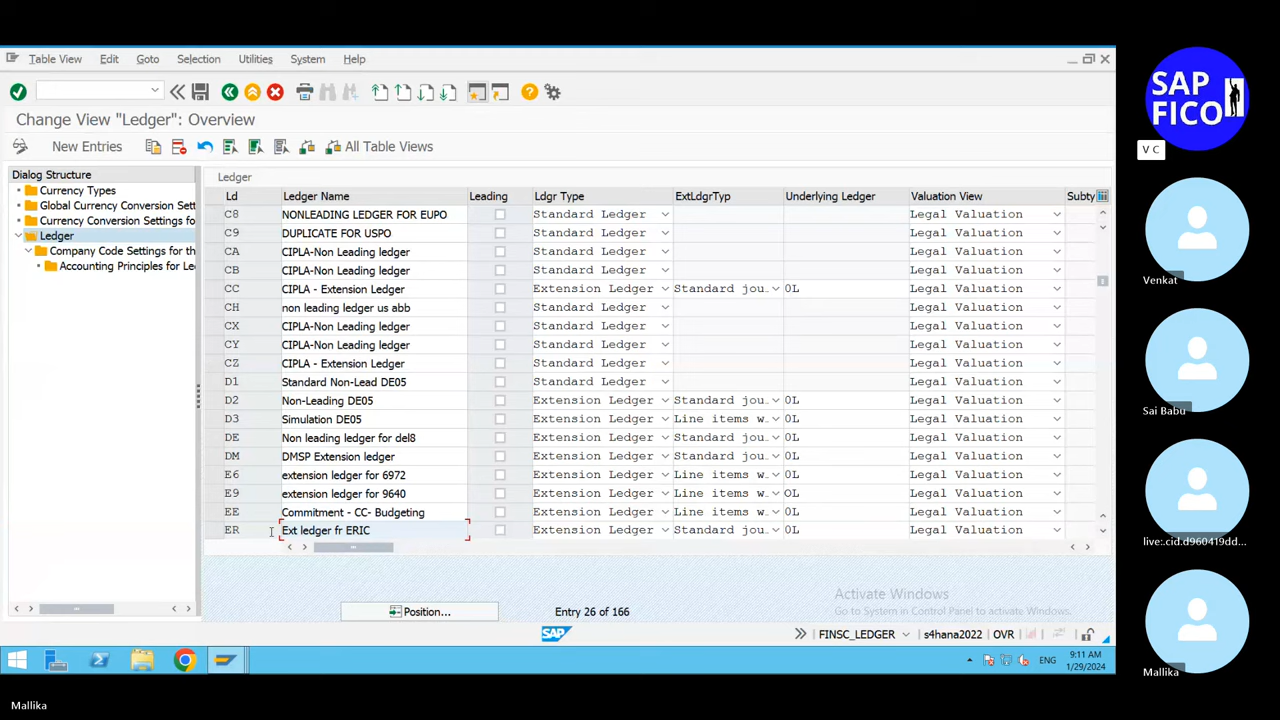 Table View Edit Goto Selection Utilities System Help
Change View "Ledger": Overview
New Entries All Table Views
Dialog Structure
Currency Types
Global Currency Conversion Sett
Currency Conversion Settings fo
Ledger
Company Code Settings for th
Accounting Principles for Le
Ledger
Ld Ledger Name Leading Ldgr Type ExtLdgrTyp Underlying Ledger Valuation View Subty
C8 NONLEADING LEDGER FOR EUPO Standard Ledger Legal Valuation
C9 DUPLICATE FOR USPO Standard Ledger Legal Valuation
CA CIPLA-Non Leading ledger Standard Ledger Legal Valuation
CB CIPLA-Non Leading ledger Standard Ledger Legal Valuation
CC CIPLA - Extension Ledger Extension Ledger Standard jou… 0L Legal Valuation
CH non leading ledger us abb Standard Ledger Legal Valuation
CX CIPLA-Non Leading ledger Standard Ledger Legal Valuation
CY CIPLA-Non Leading ledger Standard Ledger Legal Valuation
CZ CIPLA - Extension Ledger Standard Ledger Legal Valuation
D1 Standard Non-Lead DE05 Standard Ledger Legal Valuation
D2 Non-Leading DE05 Extension Ledger Standard jou… 0L Legal Valuation
D3 Simulation DE05 Extension Ledger Line items w… 0L Legal Valuation
DE Non leading ledger for del8 Extension Ledger Standard jou… 0L Legal Valuation
DM DMSP Extension ledger Extension Ledger Standard jou… 0L Legal Valuation
E6 extension ledger for 6972 Extension Ledger Line items w… 0L Legal Valuation
E9 extension ledger for 9640 Extension Ledger Line items w… 0L Legal Valuation
EE Commitment - CC- Budgeting Extension Ledger Line items w… 0L Legal Valuation
ER Ext ledger fr ERIC Extension Ledger Standard jou… 0L Legal Valuation
Position... Entry 26 of 166
Activate Windows
Go to System in Control Panel to activate Windows.
SAP FINSC_LEDGER s4hana2022 OVR
ENG 9:11 AM
1/29/2024
SAP
FICO
V C
Venkat
Sai Babu
live:.cid.d960419dd...
Mallika
Mallika